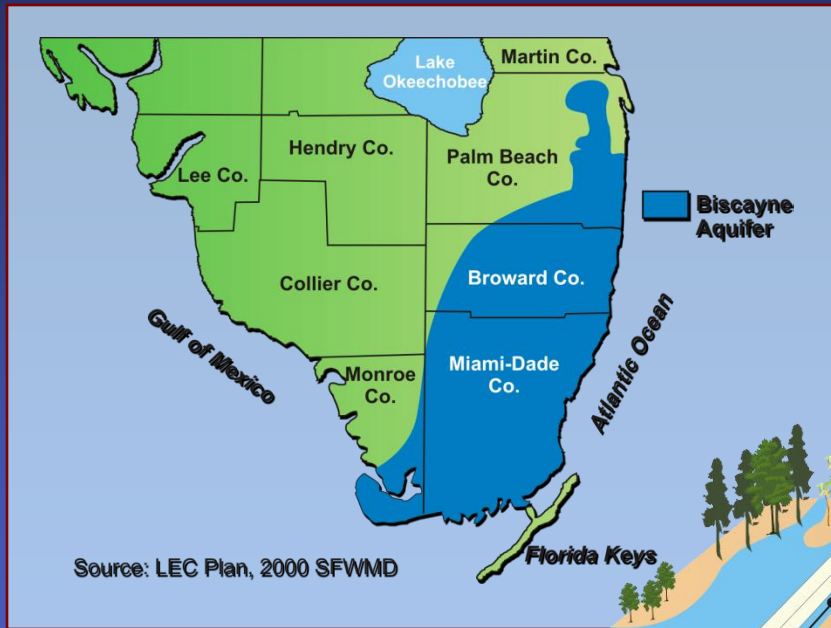 Lake
Okeechobee
Martin Co.
Hendry Co.
Palm Beach
Co.
Lee Co.
Biscayne
Aquifer
Collier Co.
Broward Co.
Gulf of Mexico
Atlantic Ocean
Monroe
Co.
Miami-Dade
Co.
Florida Keys
Source: LEC Plan, 2000 SFWMD